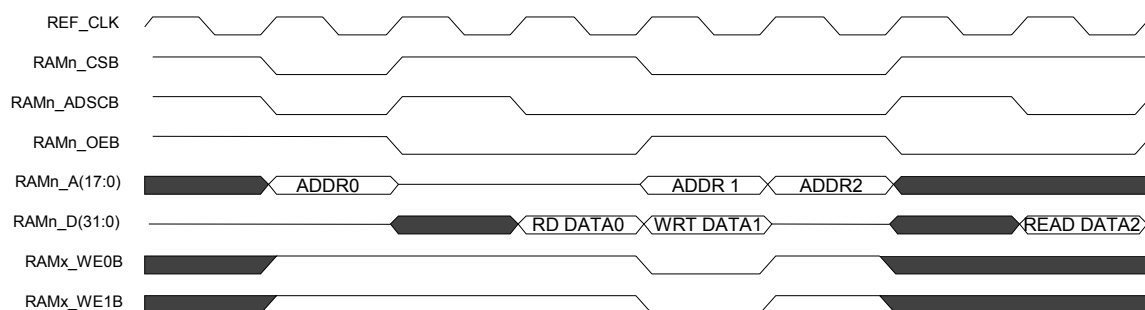 REF_CLK
RAMn_CSB
RAMn_ADSCB
RAMn_OEB
RAMn_A(17:0) ADDR0 ADDR 1 ADDR2
RAMn_D(31:0) RD DATA0 WRT DATA1 READ DATA2
RAMx_WE0B
RAMx_WE1B